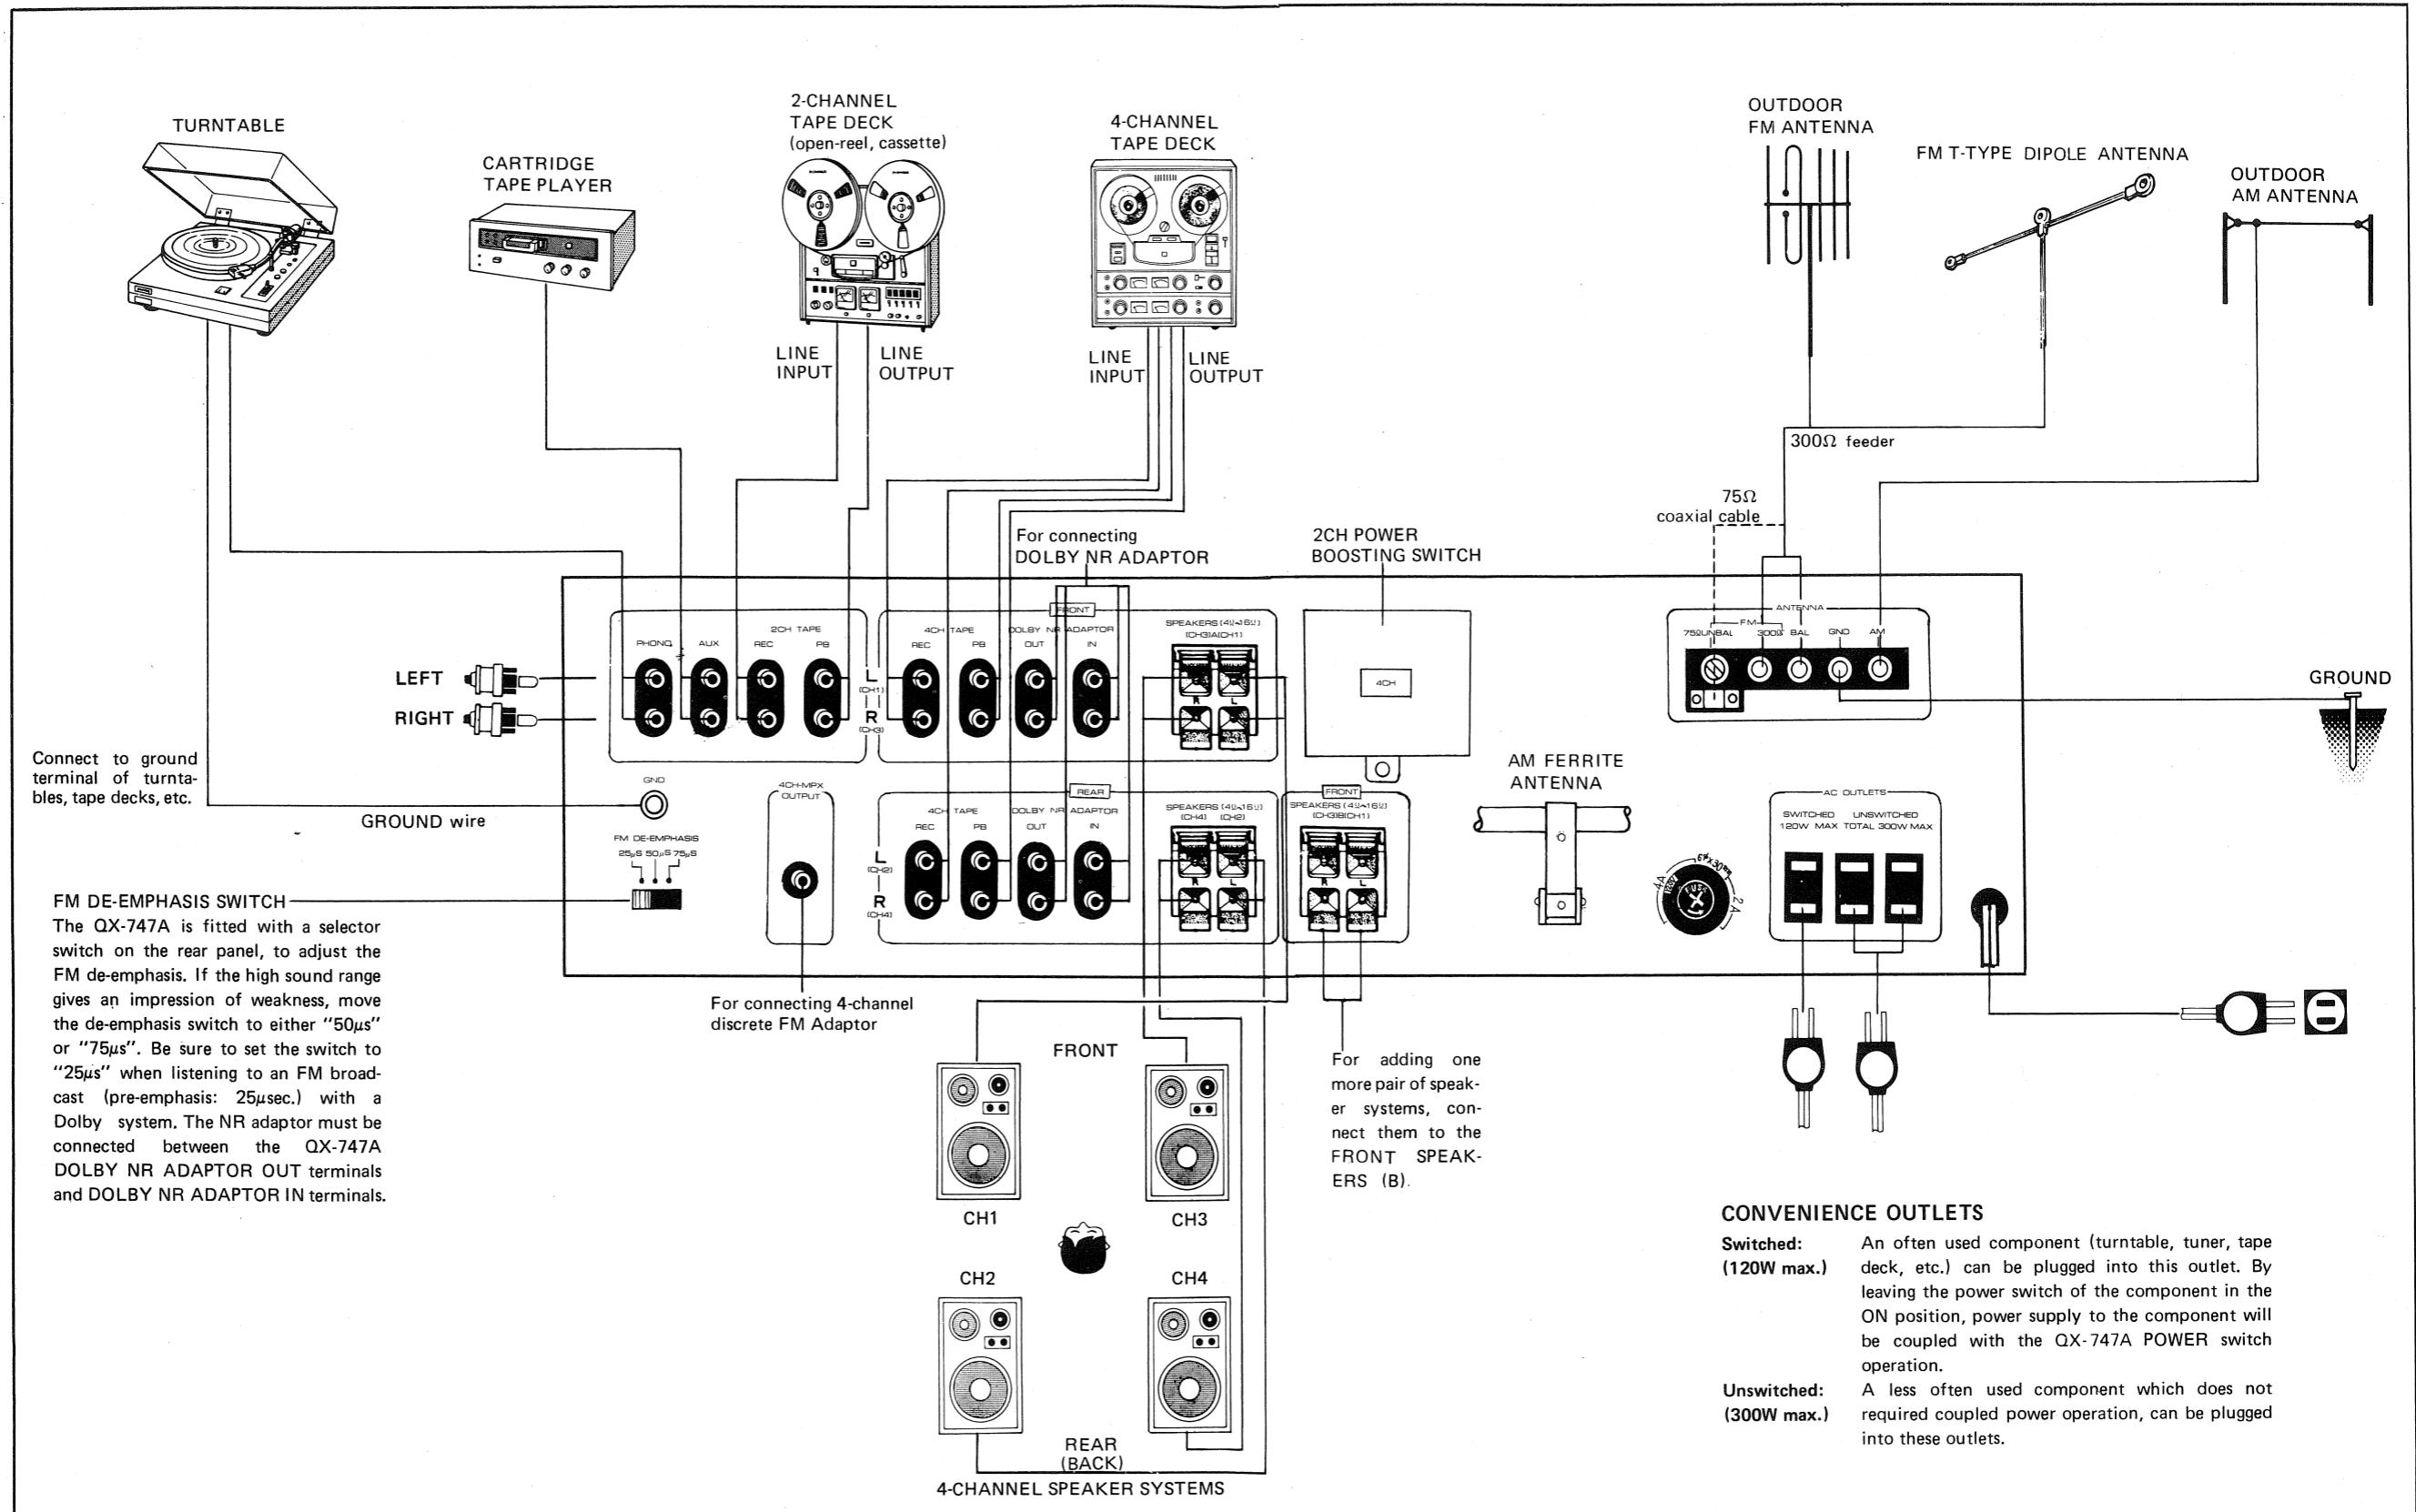 TURNTABLE
CARTRIDGE
TAPE PLAYER
2-CHANNEL
TAPE DECK
(open-reel, cassette)
4-CHANNEL
TAPE DECK
OUTDOOR
FM ANTENNA
FM T-TYPE DIPOLE ANTENNA
OUTDOOR
AM ANTENNA
LINE
INPUT
LINE
OUTPUT
LINE
INPUT
LINE
OUTPUT
300Ω feeder
75Ω
coaxial cable
For connecting
DOLBY NR ADAPTOR
2CH POWER
BOOSTING SWITCH
LEFT
RIGHT
PHONO
AUX
2CH TAPE
REC
PB
L
(CH1)
R
(CH3)
FRONT
4CH TAPE
REC
PB
DOLBY NR ADAPTOR
OUT
IN
SPEAKERS (4Ω~16Ω)
(CH3)A(CH1)
R
L
4CH
ANTENNA
FM
75ΩUNBAL
300Ω BAL
GND
AM
GROUND
Connect to ground
terminal of turnta-
bles, tape decks, etc.
GROUND wire
GND
FM DE-EMPHASIS
25μS 50μS 75μS
4CH-MPX
OUTPUT
L
(CH2)
R
(CH4)
REAR
4CH TAPE
REC
PB
DOLBY NR ADAPTOR
OUT
IN
SPEAKERS (4Ω~16Ω)
(CH4) (CH2)
R
L
FRONT
SPEAKERS (4Ω~16Ω)
(CH3)B(CH1)
R
L
AM FERRITE
ANTENNA
4A
120V
6φx30mm
2A
FUSE
AC OUTLETS
SWITCHED
120W MAX
UNSWITCHED
TOTAL 300W MAX
FM DE-EMPHASIS SWITCH
The QX-747A is fitted with a selector
switch on the rear panel, to adjust the
FM de-emphasis. If the high sound range
gives an impression of weakness, move
the de-emphasis switch to either "50μs"
or "75μs". Be sure to set the switch to
"25μs" when listening to an FM broad-
cast (pre-emphasis: 25μsec.) with a
Dolby system. The NR adaptor must be
connected between the QX-747A
DOLBY NR ADAPTOR OUT terminals
and DOLBY NR ADAPTOR IN terminals.
For connecting 4-channel
discrete FM Adaptor
FRONT
CH1
CH3
CH2
CH4
REAR
(BACK)
4-CHANNEL SPEAKER SYSTEMS
For adding one
more pair of speak-
er systems, con-
nect them to the
FRONT SPEAK-
ERS (B).
CONVENIENCE OUTLETS
Switched: An often used component (turntable, tuner, tape
(120W max.) deck, etc.) can be plugged into this outlet. By
leaving the power switch of the component in the
ON position, power supply to the component will
be coupled with the QX-747A POWER switch
operation.
Unswitched: A less often used component which does not
(300W max.) required coupled power operation, can be plugged
into these outlets.